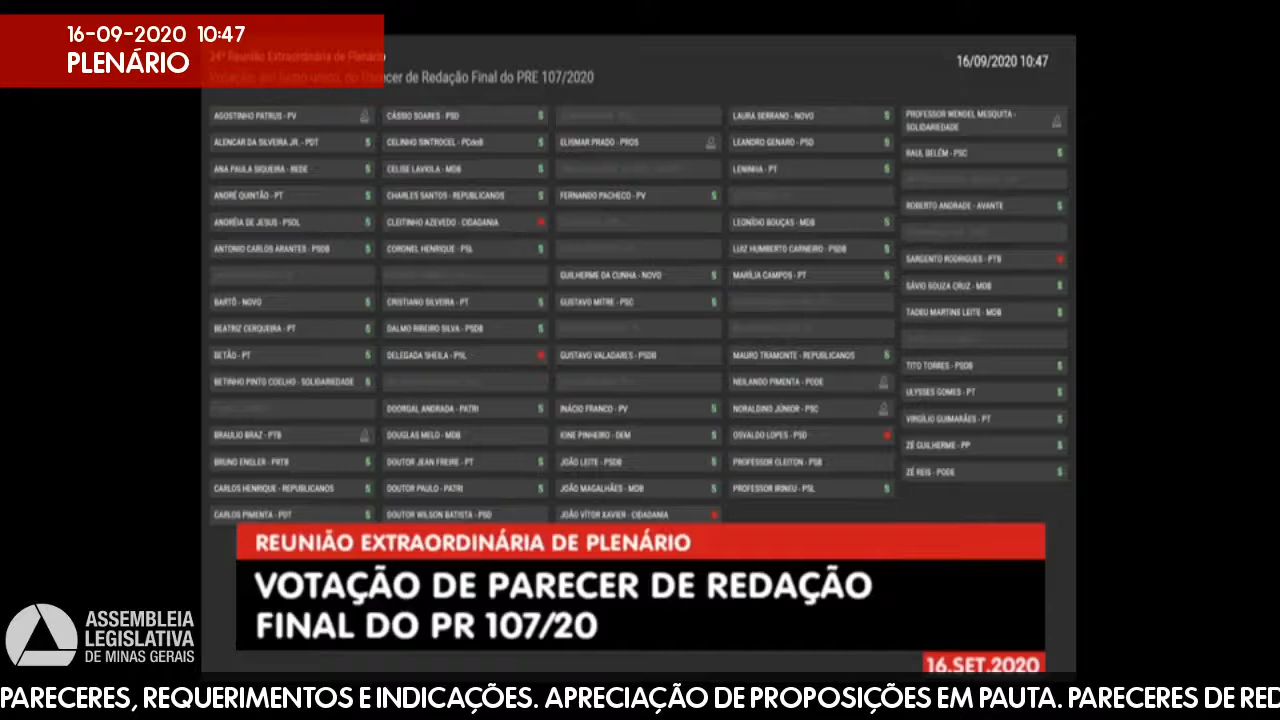 16-09-2020 10:47
PLENÁRIO
24ª Reunião Extraordinária de Plenário
16/09/2020 10:47
Parecer de Redação Final do PRE 107/2020
AGOSTINHO PATRUS - PV
ALENCAR DA SILVEIRA JR. - PDT
ANA PAULA SIQUEIRA - REDE
ANDRÉ QUINTÃO - PT
ANDRÉIA DE JESUS - PSOL
ANTONIO CARLOS ARANTES - PSDB
BARTÔ - NOVO
BEATRIZ CERQUEIRA - PT
BETÃO - PT
BETINHO PINTO COELHO - SOLIDARIEDADE
BRAULIO BRAZ - PTB
BRUNO ENGLER - PRTB
CARLOS HENRIQUE - REPUBLICANOS
CARLOS PIMENTA - PDT
CÁSSIO SOARES - PSD
CELINHO SINTROCEL - PCdoB
CELISE LAVIOLA - MDB
CHARLES SANTOS - REPUBLICANOS
CLEITINHO AZEVEDO - CIDADANIA
CORONEL HENRIQUE - PSL
CRISTIANO SILVEIRA - PT
DALMO RIBEIRO SILVA - PSDB
DELEGADA SHEILA - PSL
DOORGAL ANDRADA - PATRI
DOUGLAS MELO - MDB
DOUTOR JEAN FREIRE - PT
DOUTOR PAULO - PATRI
DOUTOR WILSON BATISTA - PSD
ELISMAR PRADO - PROS
FERNANDO PACHECO - PV
GUILHERME DA CUNHA - NOVO
GUSTAVO MITRE - PSC
GUSTAVO VALADARES - PSDB
INÁCIO FRANCO - PV
IONE PINHEIRO - DEM
JOÃO LEITE - PSDB
JOÃO MAGALHÃES - MDB
JOÃO VÍTOR XAVIER - CIDADANIA
LAURA SERRANO - NOVO
LEANDRO GENARO - PSD
LENINHA - PT
LEONÍDIO BOUÇAS - MDB
LUIZ HUMBERTO CARNEIRO - PSDB
MARÍLIA CAMPOS - PT
MAURO TRAMONTE - REPUBLICANOS
NEILANDO PIMENTA - PODE
NORALDINO JÚNIOR - PSC
OSVALDO LOPES - PSD
PROFESSOR CLEITON - PSB
PROFESSOR IRINEU - PSL
PROFESSOR WENDEL MESQUITA -
SOLIDARIEDADE
RAUL BELÉM - PSC
ROBERTO ANDRADE - AVANTE
SARGENTO RODRIGUES - PTB
SÁVIO SOUZA CRUZ - MDB
TADEU MARTINS LEITE - MDB
TITO TORRES - PSDB
ULYSSES GOMES - PT
VIRGÍLIO GUIMARÃES - PT
ZÉ GUILHERME - PP
ZÉ REIS - PODE
REUNIÃO EXTRAORDINÁRIA DE PLENÁRIO
VOTAÇÃO DE PARECER DE REDAÇÃO
FINAL DO PR 107/20
ASSEMBLEIA
LEGISLATIVA
DE MINAS GERAIS
16.SET.2020
PARECERES, REQUERIMENTOS E INDICAÇÕES. APRECIAÇÃO DE PROPOSIÇÕES EM PAUTA. PARECERES DE RED